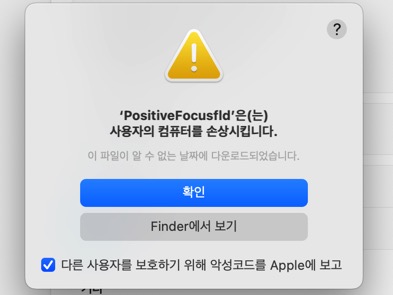 ?
‘PositiveFocusfld’은(는)
사용자의 컴퓨터를 손상시킵니다.
이 파일이 알 수 없는 날짜에 다운로드되었습니다.
확인
Finder에서 보기
다른 사용자를 보호하기 위해 악성코드를 Apple에 보고